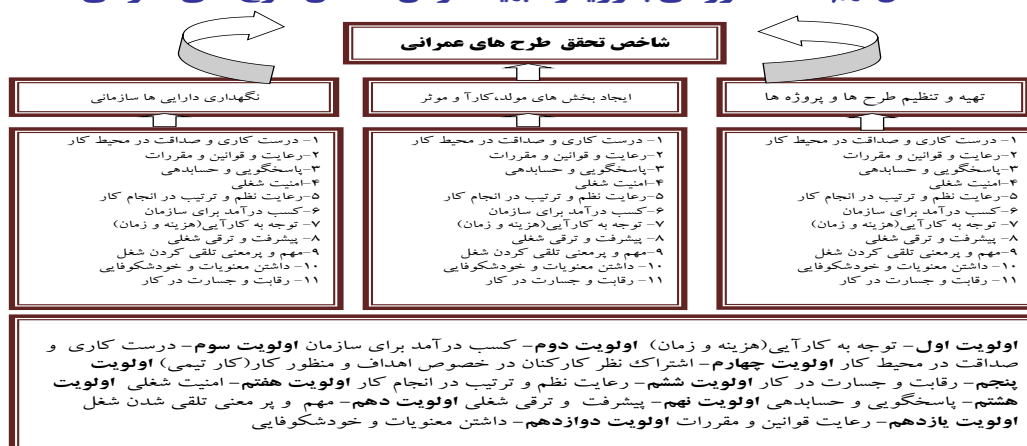 شاخص تحقق طرح های عمرانی
تهیه و تنظیم طرح ها و پروژه ها
ایجاد بخش های مولد،کارآ و موثر
نگهداری دارایی ها سازمانی
۱- درست کاری و صداقت در محیط کار
۲-رعایت و قوانین و مقررات
۳-پاسخگویی و حسابدهی
۴-امنیت شغلی
۵-رعایت نظم و ترتیب در انجام کار
۶-کسب درآمد برای سازمان
۷- توجه به کارآیی(هزینه و زمان)
۸- پیشرفت و ترقی شغلی
۹-مهم و پرمعنی تلقی کردن شغل
۱۰- داشتن معنویات و خودشکوفایی
۱۱- رقابت و جسارت در کار
۱- درست کاری و صداقت در محیط کار
۲-رعایت و قوانین و مقررات
۳-پاسخگویی و حسابدهی
۴-امنیت شغلی
۵-رعایت نظم و ترتیب در انجام کار
۶-کسب درآمد برای سازمان
۷- توجه به کارآیی(هزینه و زمان)
۸- پیشرفت و ترقی شغلی
۹-مهم و پرمعنی تلقی کردن شغل
۱۰- داشتن معنویات و خودشکوفایی
۱۱- رقابت و جسارت در کار
۱- درست کاری و صداقت در محیط کار
۲-رعایت و قوانین و مقررات
۳-پاسخگویی و حسابدهی
۴-امنیت شغلی
۵-رعایت نظم و ترتیب در انجام کار
۶-کسب درآمد برای سازمان
۷- توجه به کارآیی(هزینه و زمان)
۸- پیشرفت و ترقی شغلی
۹-مهم و پرمعنی تلقی کردن شغل
۱۰- داشتن معنویات و خودشکوفایی
۱۱- رقابت و جسارت در کار
اولویت اول- توجه به کارآیی(هزینه و زمان) اولویت دوم- کسب درآمد برای سازمان اولویت سوم- درست کاری و
صداقت در محیط کار اولویت چهارم- اشتراک نظر کارکنان در خصوص اهداف و منظور کار(کار تیمی) اولویت
پنجم- رقابت و جسارت در کار اولویت ششم- رعایت نظم و ترتیب در انجام کار اولویت هفتم- امنیت شغلی اولویت
هشتم- پاسخگویی و حسابدهی اولویت نهم- پیشرفت و ترقی شغلی اولویت دهم- مهم و پر معنی تلقی شدن شغل
اولویت یازدهم- رعایت قوانین و مقررات اولویت دوازدهم- داشتن معنویات و خودشکوفایی